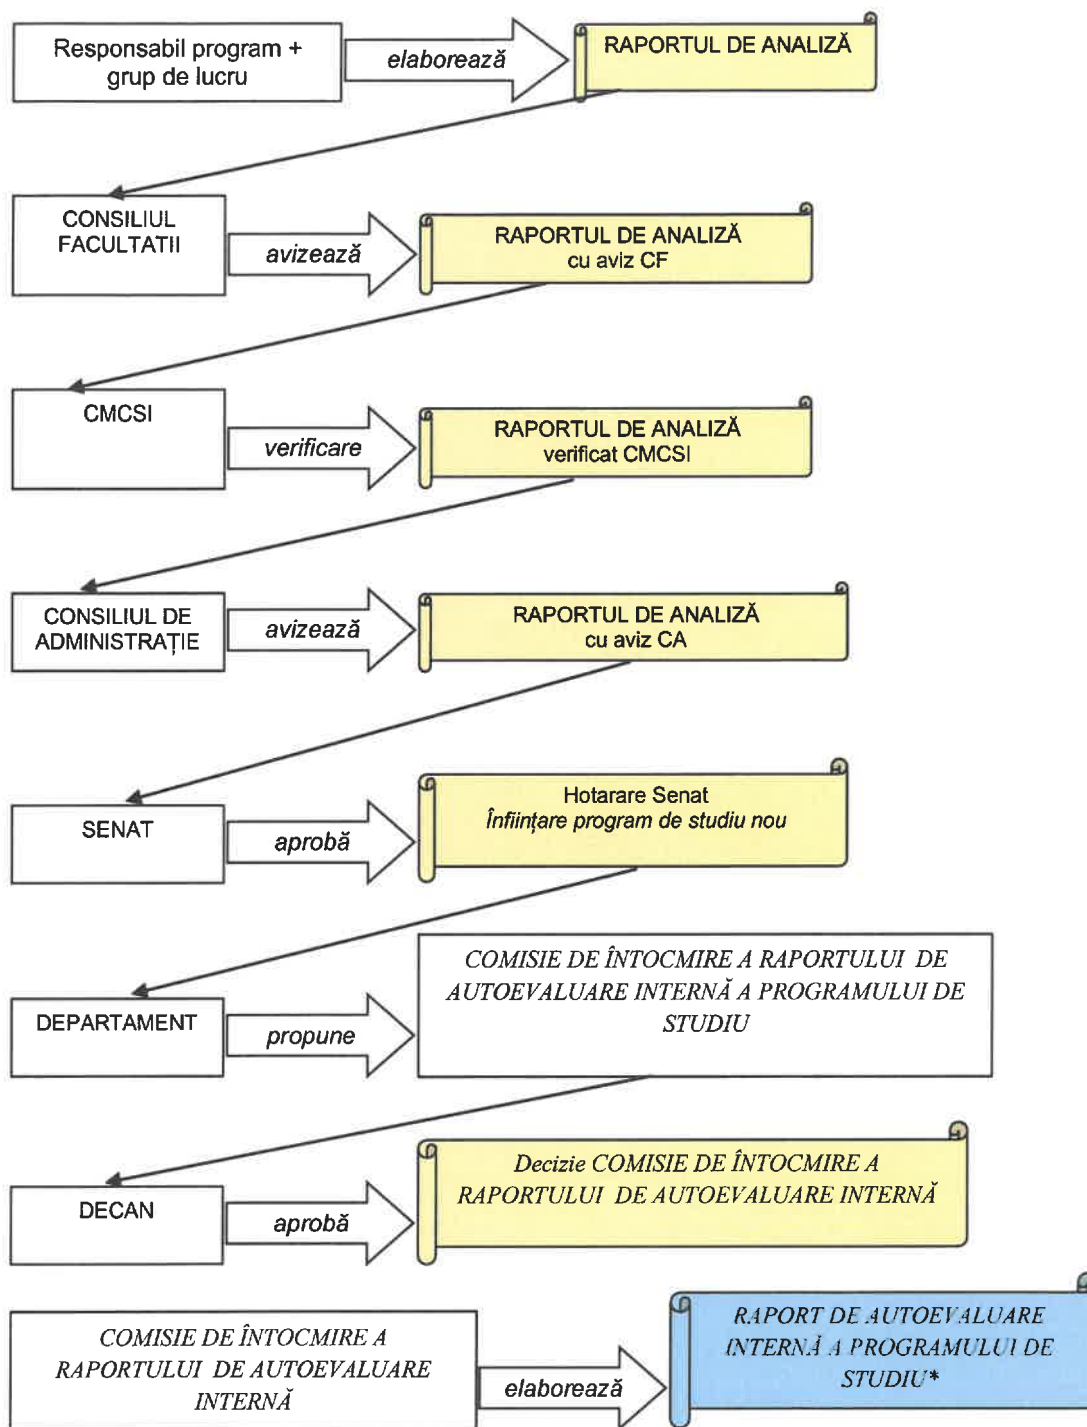 Responsabil program +
grup de lucru
elaborează
RAPORTUL DE ANALIZĂ
CONSILIUL
FACULTATII
avizează
RAPORTUL DE ANALIZĂ
cu aviz CF
CMCSI
verificare
RAPORTUL DE ANALIZĂ
verificat CMCSI
CONSILIUL DE
ADMINISTRAȚIE
avizează
RAPORTUL DE ANALIZĂ
cu aviz CA
SENAT
aprobă
Hotarare Senat
Înființare program de studiu nou
DEPARTAMENT
propune
COMISIE DE ÎNTOCMIRE A RAPORTULUI DE
AUTOEVALUARE INTERNĂ A PROGRAMULUI DE
STUDIU
DECAN
aprobă
Decizie COMISIE DE ÎNTOCMIRE A
RAPORTULUI DE AUTOEVALUARE INTERNĂ
COMISIE DE ÎNTOCMIRE A
RAPORTULUI DE AUTOEVALUARE
INTERNĂ
elaborează
RAPORT DE AUTOEVALUARE
INTERNĂ A PROGRAMULUI DE
STUDIU*